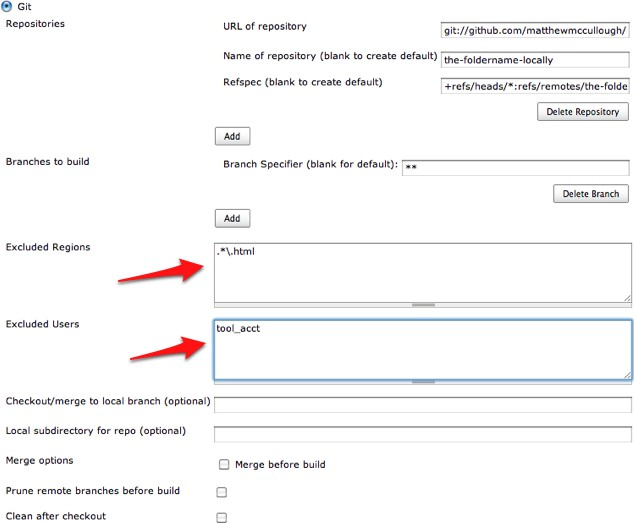 Git
Repositories
URL of repository
git://github.com/matthewmccullough/
Name of repository (blank to create default)
the-foldername-locally
Refspec (blank to create default)
+refs/heads/*:refs/remotes/the-folde
Delete Repository
Add
Branches to build
Branch Specifier (blank for default):
**
Delete Branch
Add
Excluded Regions
.*\.html
Excluded Users
tool_acct
Checkout/merge to local branch (optional)
Local subdirectory for repo (optional)
Merge options
Merge before build
Prune remote branches before build
Clean after checkout